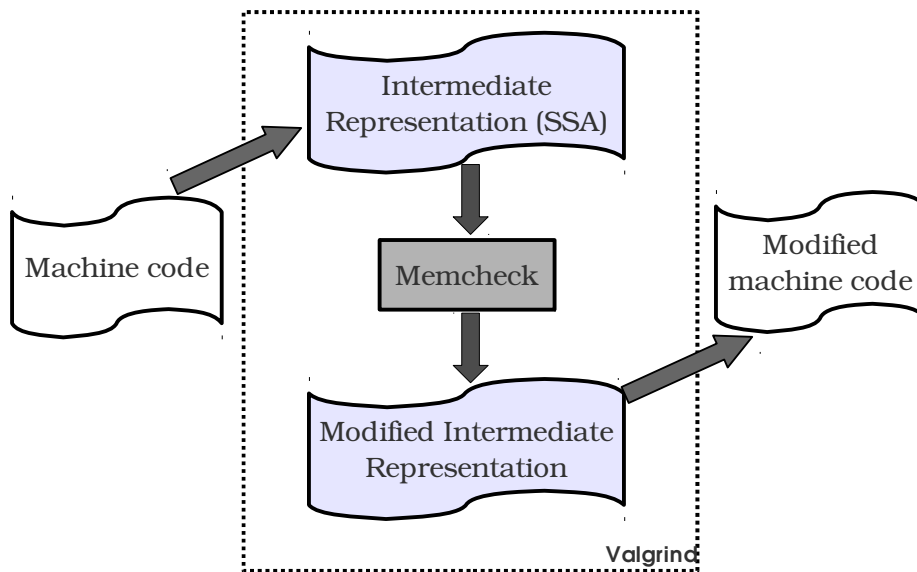 Intermediate
Representation (SSA)
Machine code
Memcheck
Modified
machine code
Modified Intermediate
Representation
Valgrind